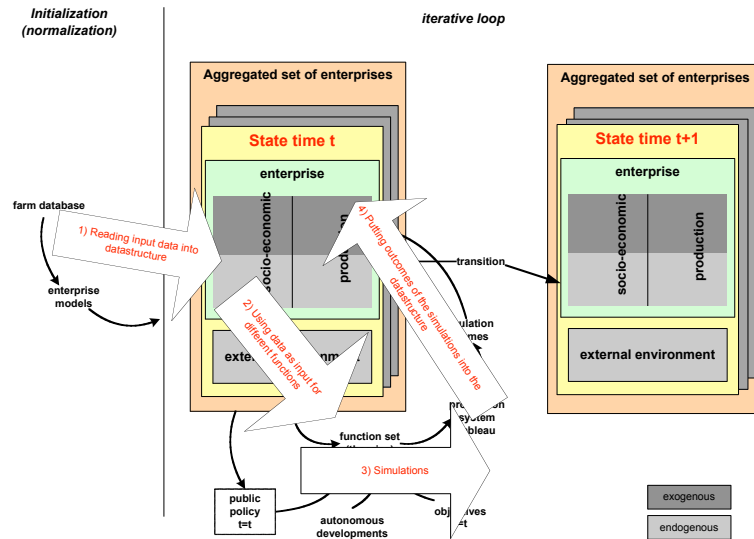 Initialization
(normalization)
iterative loop
Aggregated set of enterprises
State time t
enterprise
socio-economic
production
farm database
enterprise
models
1) Reading input data into
datastructure
2) Using data as input for
different functions
3) Simulations
4) Putting outcomes of the simulations into the
datastructure
transition
function set
system
public
policy
t=t
autonomous
developments
Aggregated set of enterprises
State time t+1
enterprise
socio-economic
production
external environment
exogenous
endogenous